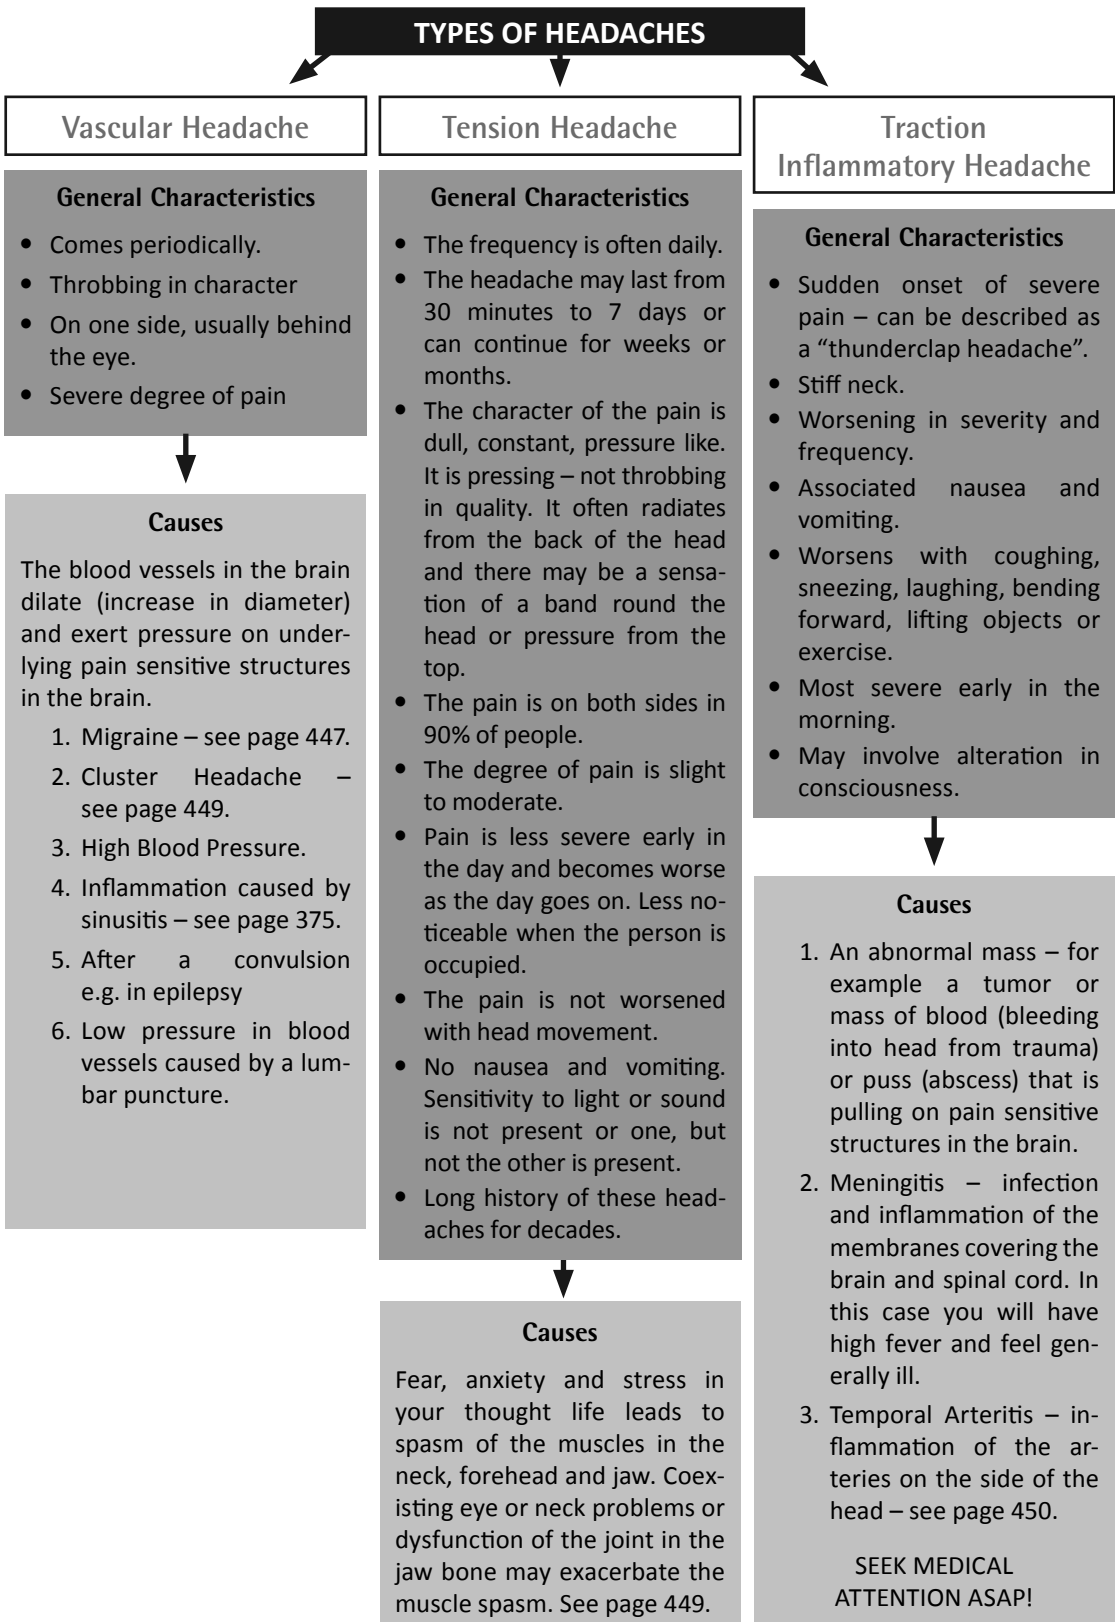 TYPES OF HEADACHES
Vascular Headache
General Characteristics
• Comes periodically.
• Throbbing in character
• On one side, usually behind
the eye.
• Severe degree of pain
Causes
The blood vessels in the brain
dilate (increase in diameter)
and exert pressure on under-
lying pain sensitive structures
in the brain.
1. Migraine – see page 447.
2. Cluster Headache –
see page 449.
3. High Blood Pressure.
4. Inflammation caused by
sinusitis – see page 375.
5. After a convulsion
e.g. in epilepsy
6. Low pressure in blood
vessels caused by a lum-
bar puncture.
Tension Headache
General Characteristics
• The frequency is often daily.
• The headache may last from
30 minutes to 7 days or
can continue for weeks or
months.
• The character of the pain is
dull, constant, pressure like.
It is pressing – not throbbing
in quality. It often radiates
from the back of the head
and there may be a sensa-
tion of a band round the
head or pressure from the
top.
• The pain is on both sides in
90% of people.
• The degree of pain is slight
to moderate.
• Pain is less severe early in
the day and becomes worse
as the day goes on. Less no-
ticeable when the person is
occupied.
• The pain is not worsened
with head movement.
• No nausea and vomiting.
Sensitivity to light or sound
is not present or one, but
not the other is present.
• Long history of these head-
aches for decades.
Causes
Fear, anxiety and stress in
your thought life leads to
spasm of the muscles in the
neck, forehead and jaw. Coex-
isting eye or neck problems or
dysfunction of the joint in the
jaw bone may exacerbate the
muscle spasm. See page 449.
Traction
Inflammatory Headache
General Characteristics
• Sudden onset of severe
pain – can be described as
a “thunderclap headache”.
• Stiff neck.
• Worsening in severity and
frequency.
• Associated nausea and
vomiting.
• Worsens with coughing,
sneezing, laughing, bending
forward, lifting objects or
exercise.
• Most severe early in the
morning.
• May involve alteration in
consciousness.
Causes
1. An abnormal mass – for
example a tumor or
mass of blood (bleeding
into head from trauma)
or puss (abscess) that is
pulling on pain sensitive
structures in the brain.
2. Meningitis – infection
and inflammation of the
membranes covering the
brain and spinal cord. In
this case you will have
high fever and feel gen-
erally ill.
3. Temporal Arteritis – in-
flammation of the ar-
teries on the side of the
head – see page 450.
SEEK MEDICAL
ATTENTION ASAP!